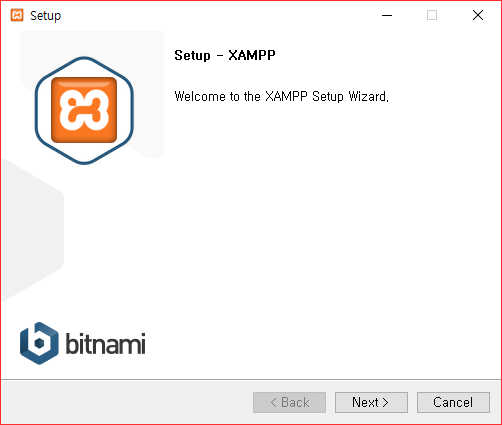 Setup
Setup - XAMPP
Welcome to the XAMPP Setup Wizard.
bitnami
< Back
Next >
Cancel